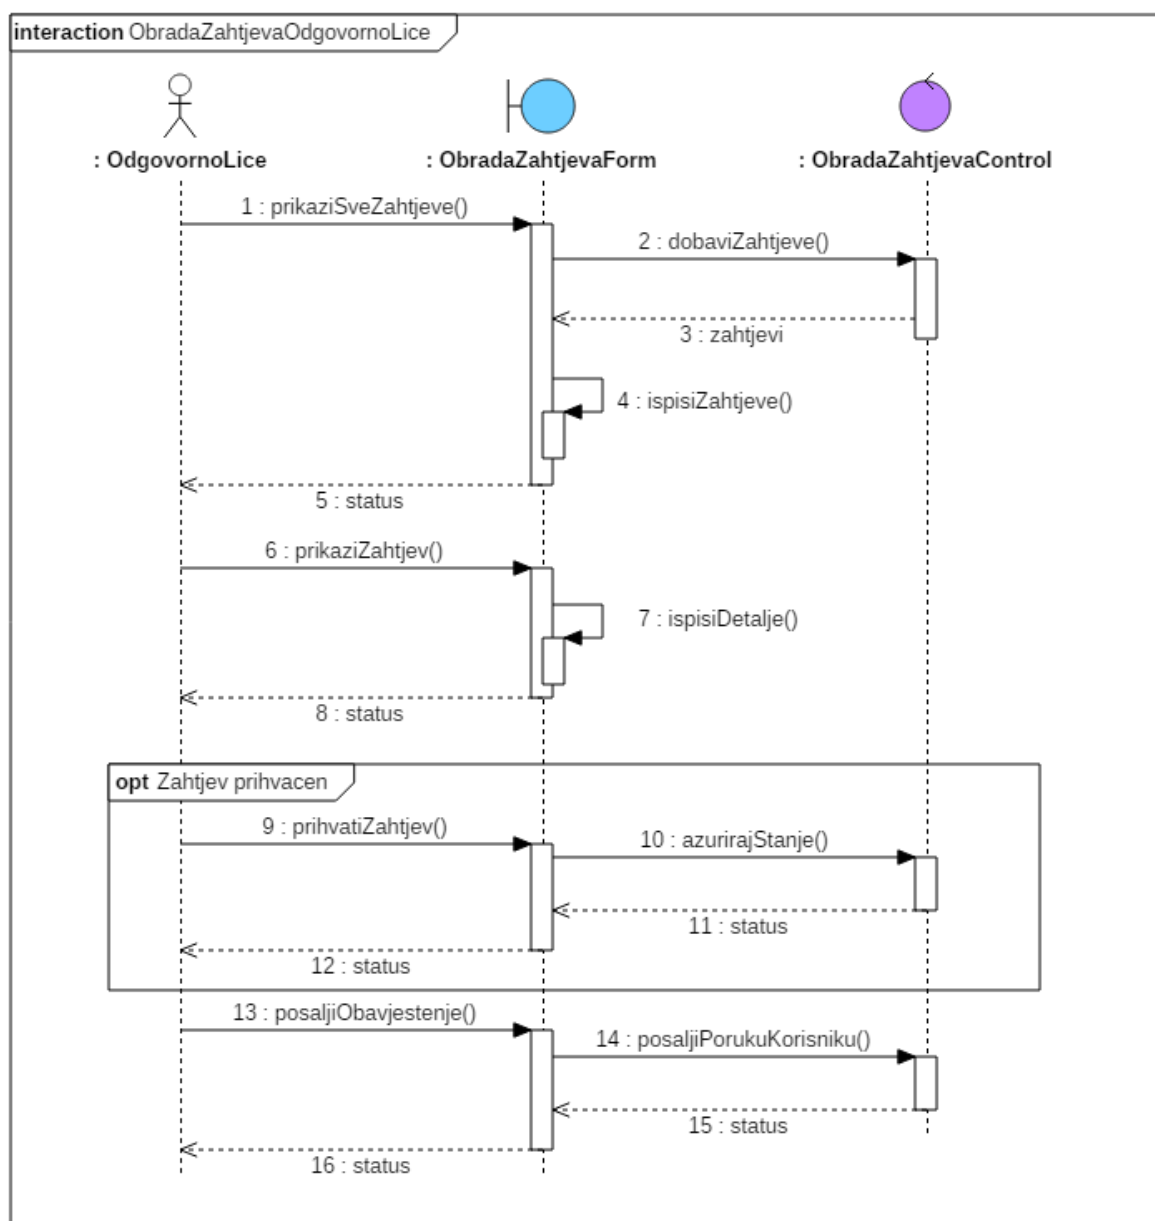 interaction ObradaZahtjevaOdgovornoLice
: OdgovornoLice
: ObradaZahtjevaForm
: ObradaZahtjevaControl
1 : prikaziSveZahtjeve()
2 : dobaviZahtjeve()
3 : zahtjevi
4 : ispisiZahtjeve()
5 : status
6 : prikaziZahtjev()
7 : ispisiDetalje()
8 : status
opt Zahtjev prihvacen
9 : prihvatiZahtjev()
10 : azurirajStanje()
11 : status
12 : status
13 : posaljiObavjestenje()
14 : posaljiPorukuKorisniku()
15 : status
16 : status